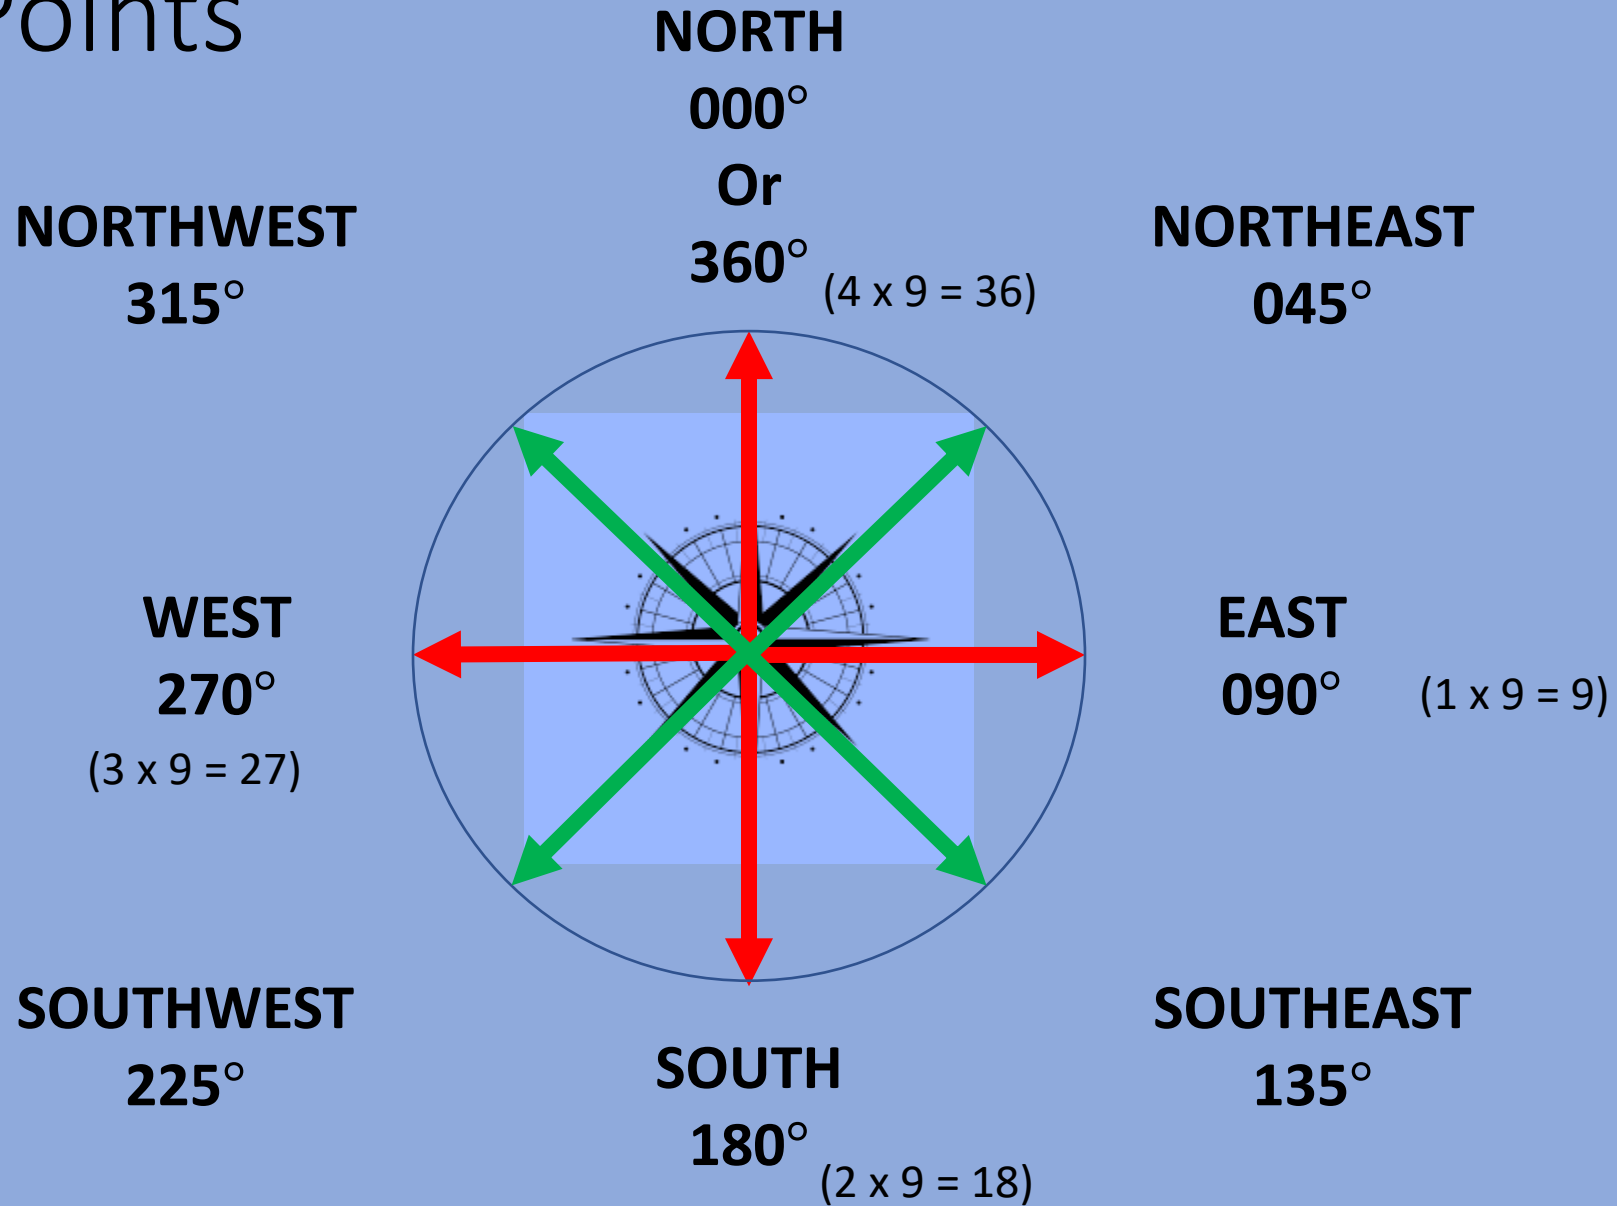 Points
NORTH
000°
Or
360°
(4 x 9 = 36)
NORTHWEST
315°
NORTHEAST
045°
WEST
270°
(3 x 9 = 27)
EAST
090°
(1 x 9 = 9)
SOUTHWEST
225°
SOUTH
180°
(2 x 9 = 18)
SOUTHEAST
135°